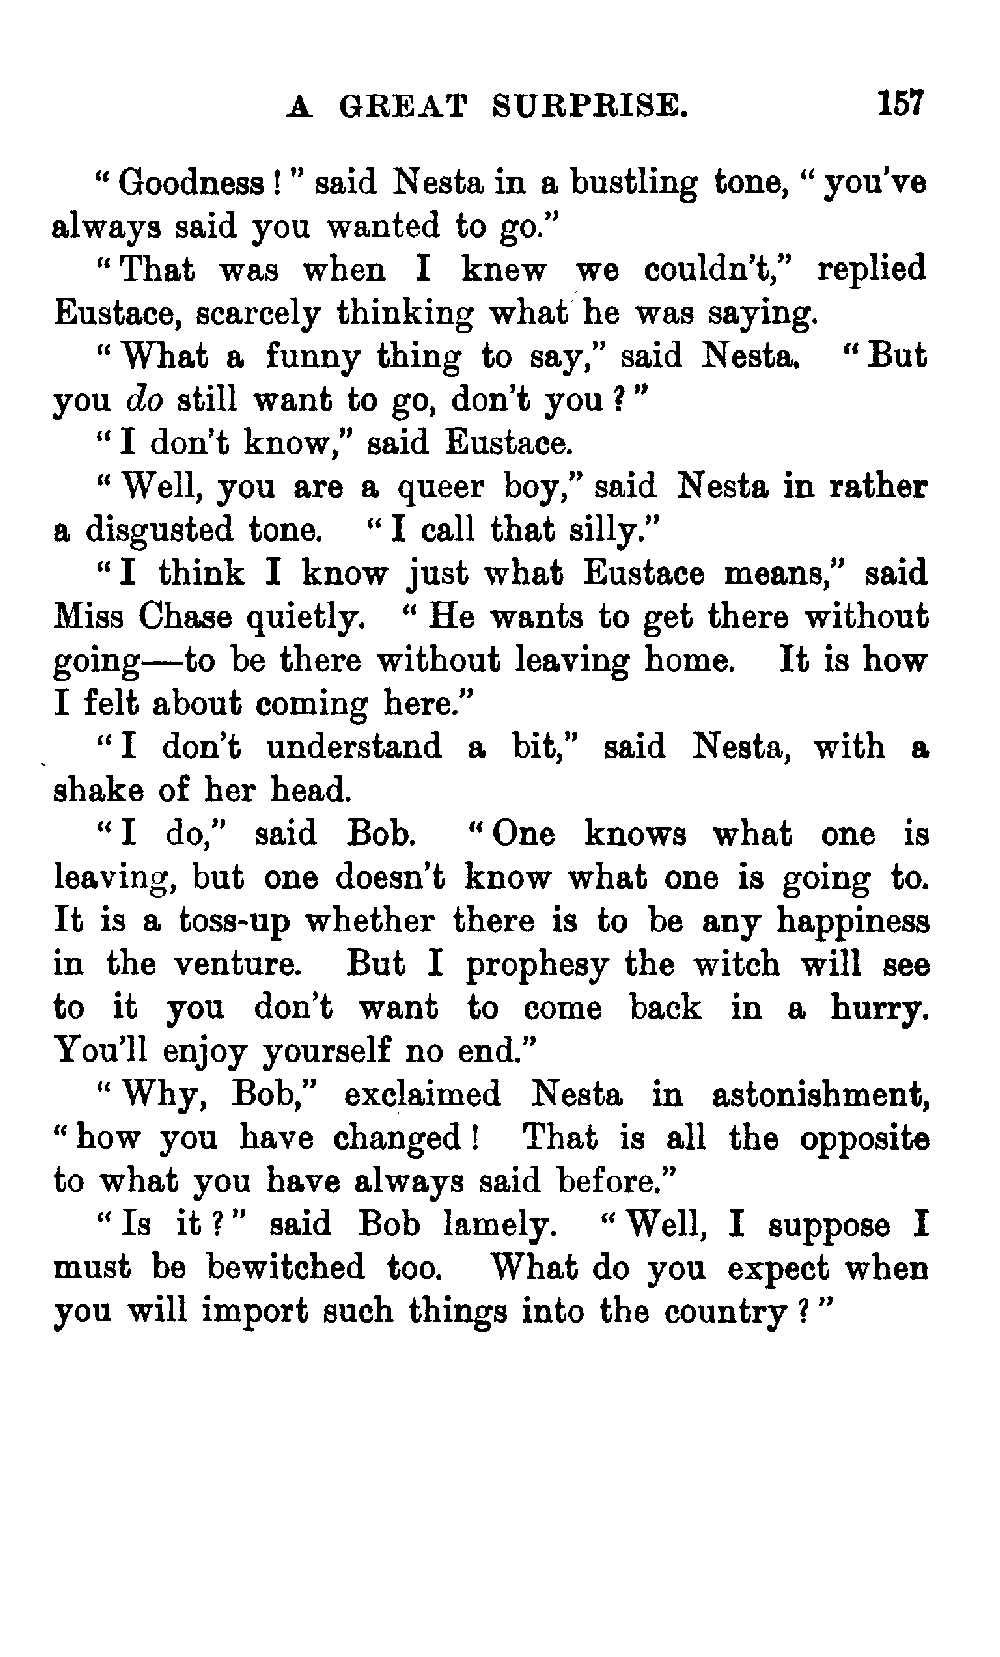 A GREAT SURPRISE. 157
“Goodness!” said Nesta in a bustling tone, “you've
always said you wanted to go.”
“That was when I knew we couldn't,” replied
Eustace, scarcely thinking what he was saying.
“What a funny thing to say,” said Nesta. “But
you do still want to go, don't you?”
“I don't know,” said Eustace.
“Well, you are a queer boy,” said Nesta in rather
a disgusted tone. “I call that silly.”
“I think I know just what Eustace means,” said
Miss Chase quietly. “He wants to get there without
going—to be there without leaving home. It is how
I felt about coming here.”
“I don't understand a bit,” said Nesta, with a
shake of her head.
“I do,” said Bob. “One knows what one is
leaving, but one doesn't know what one is going to.
It is a toss-up whether there is to be any happiness
in the venture. But I prophesy the witch will see
to it you don't want to come back in a hurry.
You'll enjoy yourself no end.”
“Why, Bob,” exclaimed Nesta in astonishment,
“how you have changed! That is all the opposite
to what you have always said before.”
“Is it?” said Bob lamely. “Well, I suppose I
must be bewitched too. What do you expect when
you will import such things into the country?”